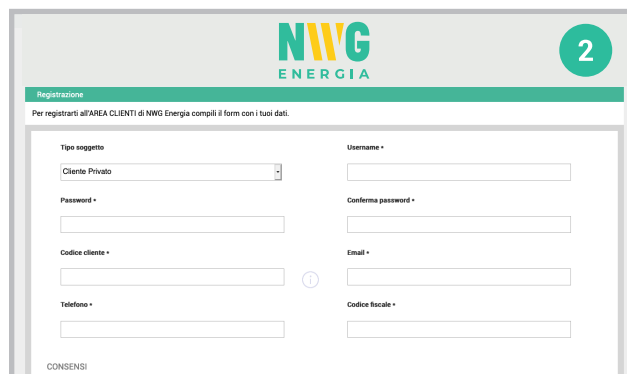 NWG
ENERGIA
2
Registrazione
Per registrarti all'AREA CLIENTI di NWG Energia compili il form con i tuoi dati.
Tipo soggetto
Username •
Cliente Privato
Password •
Conferma password •
Codice cliente •
Email •
i
Telefono •
Codice fiscale •
CONSENSI